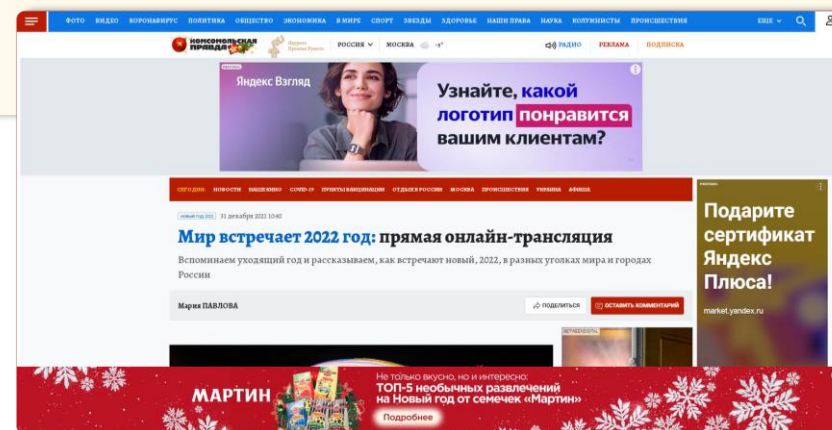 ФОТО ВИДЕО КОРОНАВИРУС ПОЛИТИКА ОБЩЕСТВО ЭКОНОМИКА В МИРЕ СПОРТ ЗВЕЗДЫ ЗДОРОВЬЕ НАШИ ПРАВА НАУКА КОЛУМНИСТЫ ПРОИСШЕСТВИЯ ЕЩЕ
КОМСОМОЛЬСКАЯ ПРАВДА РОССИЯ МОСКВА РАДИО РЕКЛАМА ПОДПИСКА
Яндекс Взгляд
Узнайте, какой
логотип понравится
вашим клиентам?
СЕГОДНЯ: НОВОСТИ НАШЕ КИНО COVID-19 ПУНКТЫ ВАКЦИНАЦИИ ОТДЫХ В РОССИИ МОСКВА ПРОИСШЕСТВИЯ УКРАИНА АФИША
31 декабря 2021 10:40
Мир встречает 2022 год: прямая онлайн-трансляция
Вспоминаем уходящий год и рассказываем, как встречают новый, 2022, в разных уголках мира и городах
России
Мария ПАВЛОВА
ПОДЕЛИТЬСЯ
ОСТАВИТЬ КОММЕНТАРИЙ
Подарите
сертификат
Яндекс
Плюса!
market.yandex.ru
МАРТИН
Не только вкусно, но и интересно:
ТОП-5 необычных развлечений
на Новый год от семечек «Мартин»
Подробнее